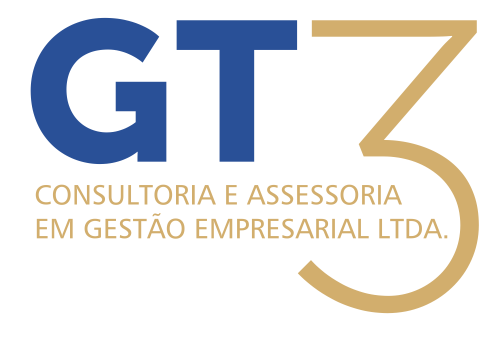 GT3
CONSULTORIA E ASSESSORIA
EM GESTÃO EMPRESARIAL LTDA.